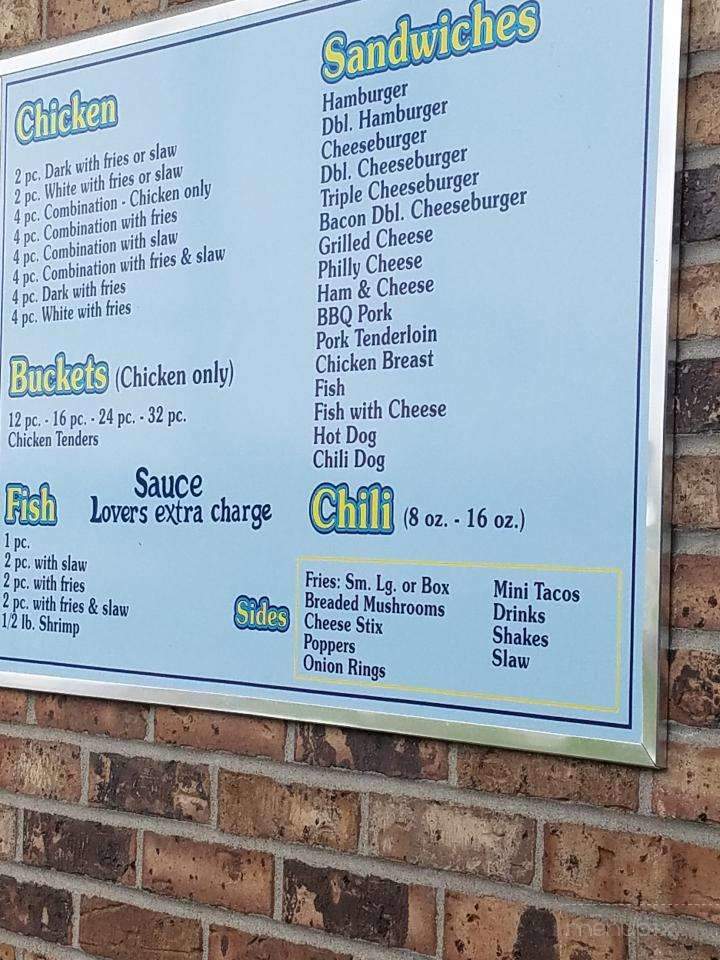 Chicken
2 pc. Dark with fries or slaw
2 pc. White with fries or slaw
4 pc. Combination - Chicken only
4 pc. Combination with fries
4 pc. Combination with slaw
4 pc. Combination with fries & slaw
4 pc. Dark with fries
4 pc. White with fries
Buckets (Chicken only)
12 pc. - 16 pc. - 24 pc. - 32 pc.
Chicken Tenders
Sauce
Lovers extra charge
Fish
1 pc.
2 pc. with slaw
2 pc. with fries
2 pc. with fries & slaw
1/2 lb. Shrimp
Sandwiches
Hamburger
Dbl. Hamburger
Cheeseburger
Dbl. Cheeseburger
Triple Cheeseburger
Bacon Dbl. Cheeseburger
Grilled Cheese
Philly Cheese
Ham & Cheese
BBQ Pork
Pork Tenderloin
Chicken Breast
Fish
Fish with Cheese
Hot Dog
Chili Dog
Chili (8 oz. - 16 oz.)
Sides
Fries: Sm. Lg. or Box
Breaded Mushrooms
Cheese Stix
Poppers
Onion Rings
Mini Tacos
Drinks
Shakes
Slaw
menupix